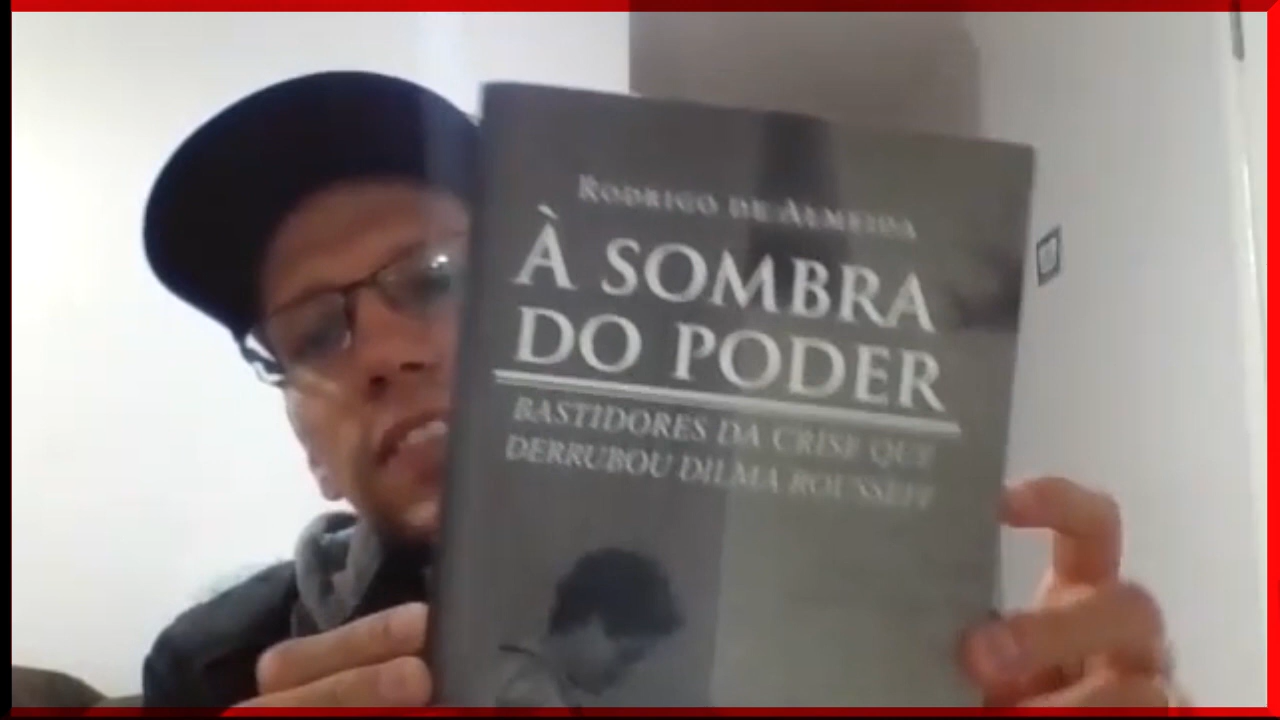 RODRIGO DE ALMEIDA
À SOMBRA
DO PODER
BASTIDORES DA CRISE QUE
DERRUBOU DILMA ROUSSEFF